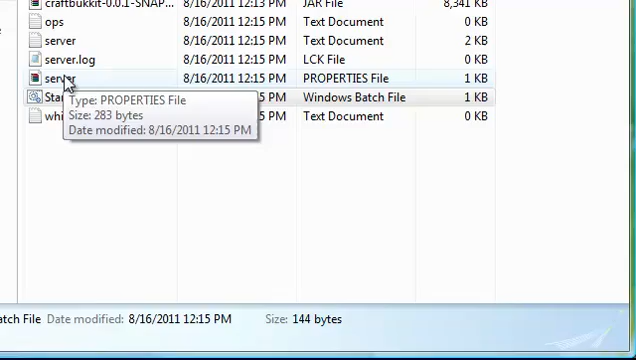 craftbukkit-0.0.1-SNAP... 8/16/2011 12:13 PM JAR File 8,341 KB
ops 8/16/2011 12:15 PM Text Document 0 KB
server 8/16/2011 12:15 PM Text Document 2 KB
server.log 8/16/2011 12:15 PM LCK File 0 KB
server 8/16/2011 12:15 PM PROPERTIES File 1 KB
Star PM Windows Batch File 1 KB
whi PM Text Document 0 KB
Type: PROPERTIES File
Size: 283 bytes
Date modified: 8/16/2011 12:15 PM
atch File Date modified: 8/16/2011 12:15 PM Size: 144 bytes